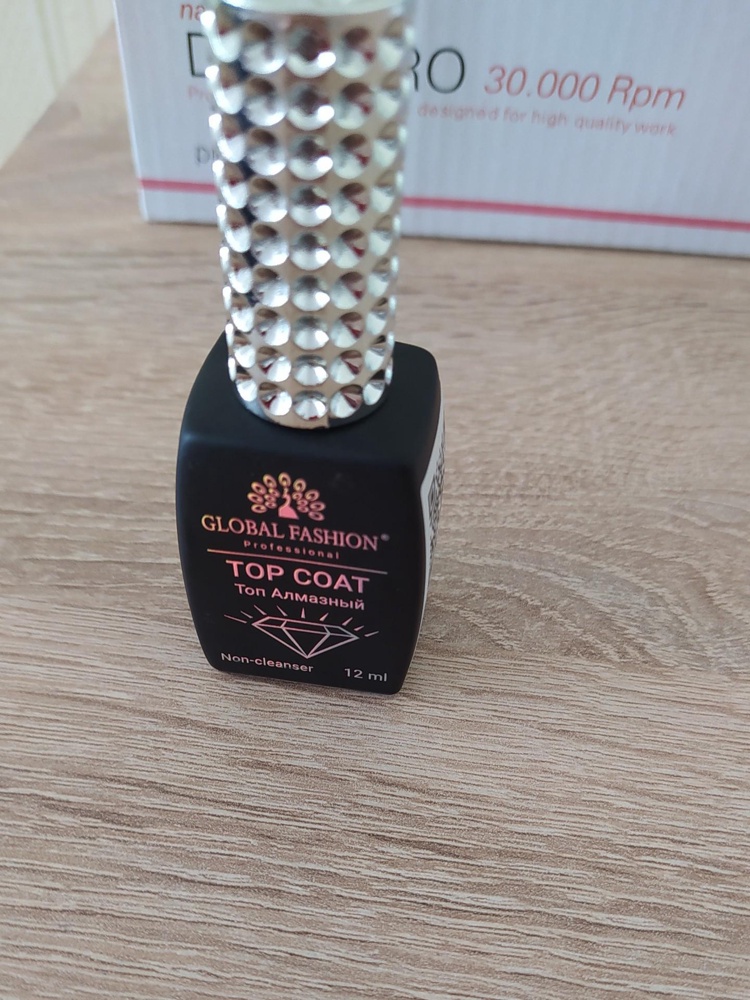 RO 30.000 Rpm
designed for high quality work
GLOBAL FASHION®
Professional
TOP COAT
Топ Алмазный
Non-cleanser 12 ml